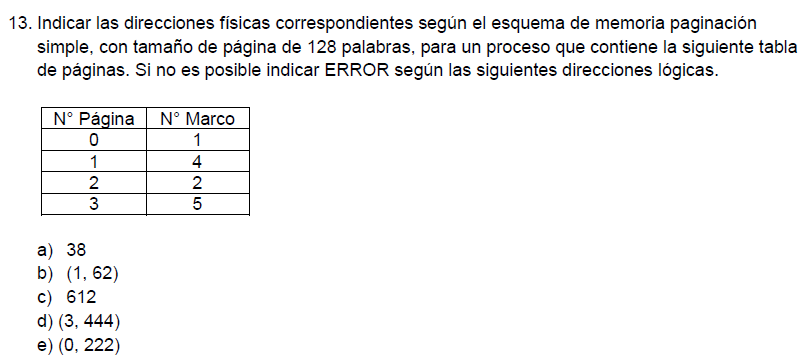 13. Indicar las direcciones físicas correspondientes según el esquema de memoria paginación
simple, con tamaño de página de 128 palabras, para un proceso que contiene la siguiente tabla
de páginas. Si no es posible indicar ERROR según las siguientes direcciones lógicas.
N° Página N° Marco
0 1
1 4
2 2
3 5
a) 38
b) (1, 62)
c) 612
d) (3, 444)
e) (0, 222)